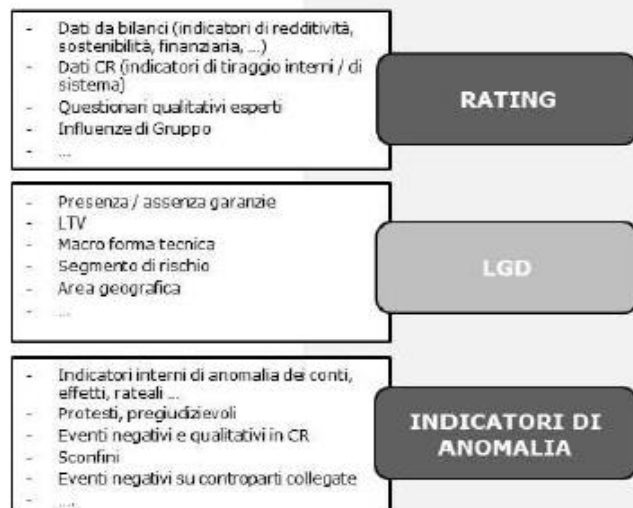 - Dati da bilanci (indicatori di redditività,
sostenibilità, finanziaria, ...)
- Dati CR (indicatori di tiraggio interni / di
sistema)
- Questionari qualitativi esperti
- Influenze di Gruppo
- ...
RATING
- Presenza / assenza garanzie
- LTV
- Macro forma tecnica
- Segmento di rischio
- Area geografica
- ...
LGD
- Indicatori interni di anomalia dei conti,
effetti, rateali ...
- Protesti, pregiudizievoli
- Eventi negativi e qualitativi in CR
- Sconfini
- Eventi negativi su controparti collegate
- ...
INDICATORI DI
ANOMALIA